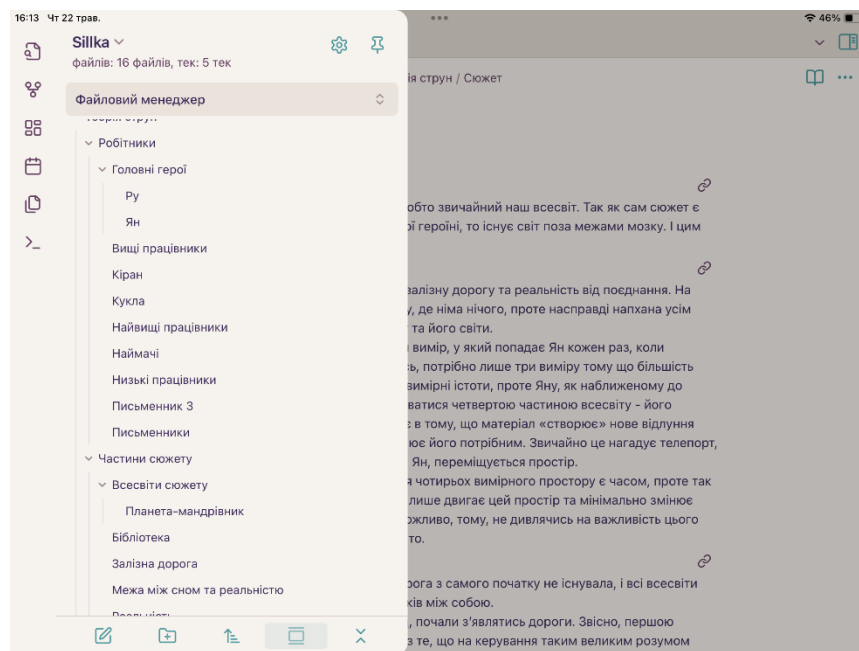 16:13 Чт 22 трав.
46%
Sillka
файлів: 16 файлів, тек: 5 тек
Файловий менеджер
Теорія струн
Робітники
Головні герої
Ру
Ян
Вищі працівники
Кіран
Кукла
Найвищі працівники
Наймачі
Низькі працівники
Письменник 3
Письменники
Частини сюжету
Всесвіти сюжету
Планета-мандрівник
Бібліотека
Залізна дорога
Межа між сном та реальністю
Реальність
ія струн / Сюжет
обто звичайний наш всесвіт. Так як сам сюжет є
ої героїні, то існує світ поза межами мозку. І цим
залізну дорогу та реальність від поєднання. На
у, де німа нічого, проте насправді напхана усім
та його світи.
вимір, у який попадає Ян кожен раз, коли
ь, потрібно лише три виміру тому що більшість
вимірні істоти, проте Яну, як наближеному до
ватися четвертою частиною всесвіту - його
є в тому, що матеріал «створює» нове відлуння
ює його потрібним. Звичайно це нагадує телепорт,
Ян, переміщується простір.
я чотирьох вимірного простору є часом, проте так
лише двигає цей простір та мінімально змінює
ожливо, тому, не дивлячись на важливість цього
то.
рога з самого початку не існувала, і всі всесвіти
ків між собою.
, почали з'являтись дороги. Звісно, першою
з те, що на керування таким великим розумом